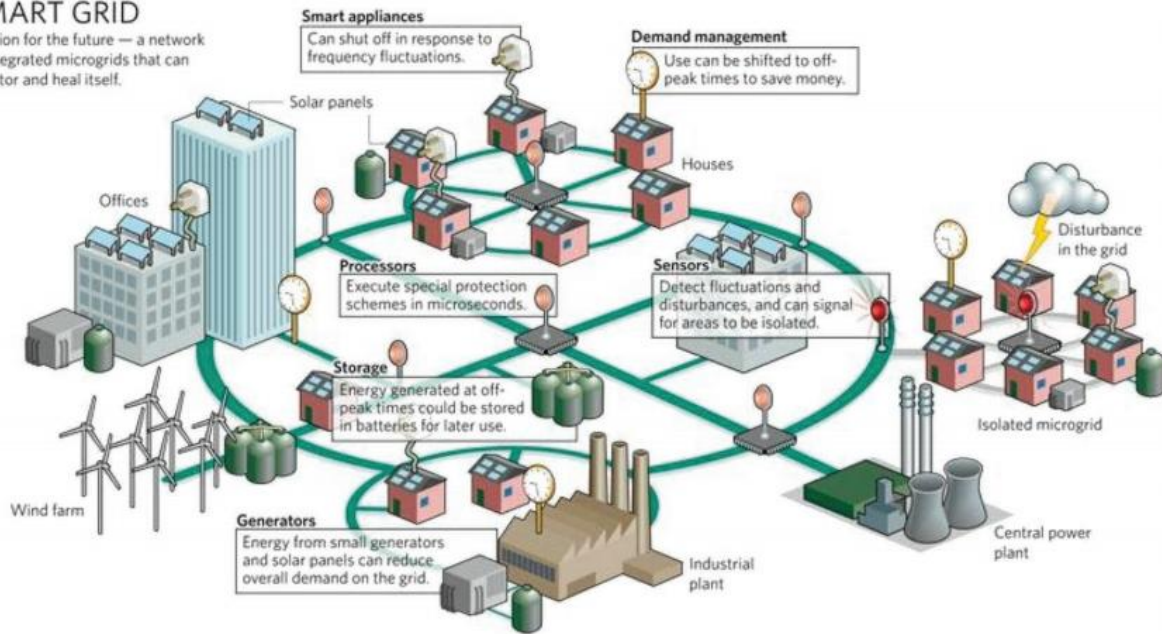 MART GRID
ion for the future — a network
egrated microgrids that can
tor and heal itself.
Smart appliances
Can shut off in response to
frequency fluctuations.
Demand management
Use can be shifted to off-
peak times to save money.
Solar panels
Houses
Offices
Disturbance
in the grid
Processors
Execute special protection
schemes in microseconds.
Sensors
Detect fluctuations and
disturbances, and can signal
for areas to be isolated.
Storage
Energy generated at off-
peak times could be stored
in batteries for later use.
Isolated microgrid
Wind farm
Generators
Energy from small generators
and solar panels can reduce
overall demand on the grid.
Industrial
plant
Central power
plant